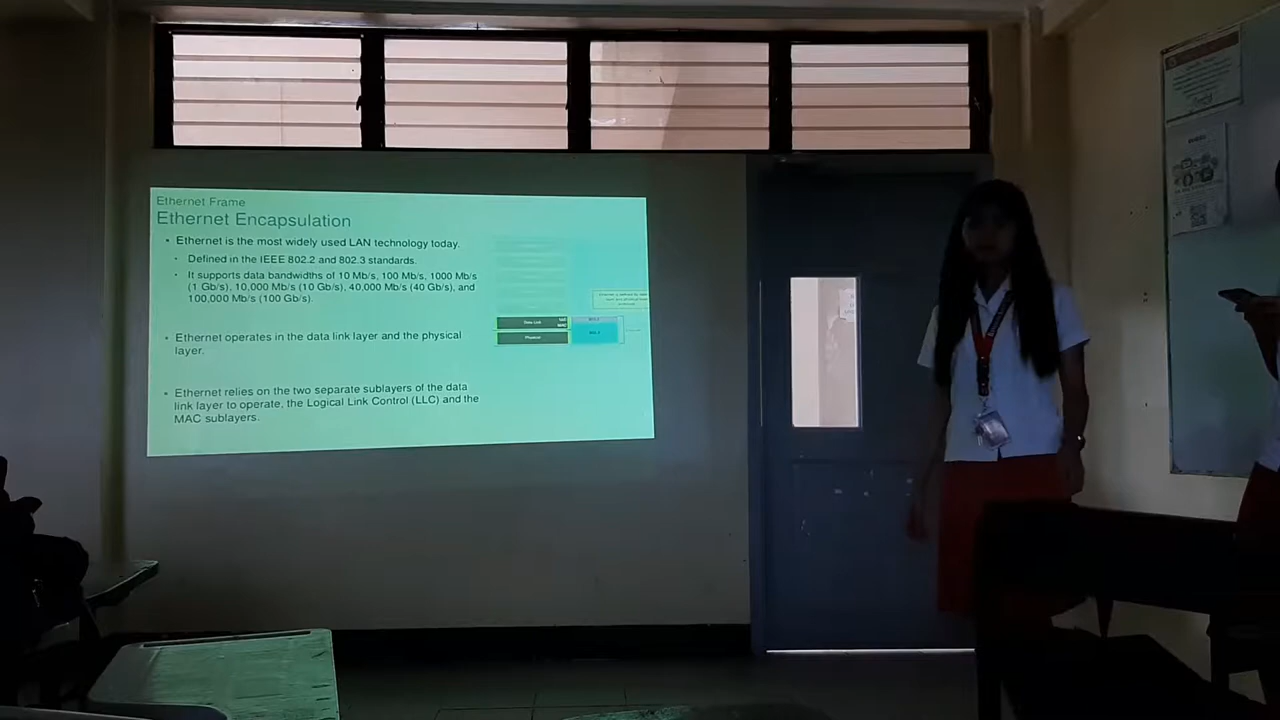 Ethernet Frame
Ethernet Encapsulation
• Ethernet is the most widely used LAN technology today.
• Defined in the IEEE 802.2 and 802.3 standards.
• It supports data bandwidths of 10 Mb/s, 100 Mb/s, 1000 Mb/s
(1 Gb/s), 10,000 Mb/s (10 Gb/s), 40,000 Mb/s (40 Gb/s), and
100,000 Mb/s (100 Gb/s).
• Ethernet operates in the data link layer and the physical
layer.
• Ethernet relies on the two separate sublayers of the data
link layer to operate, the Logical Link Control (LLC) and the
MAC sublayers.
Data Link
MAC
Physical